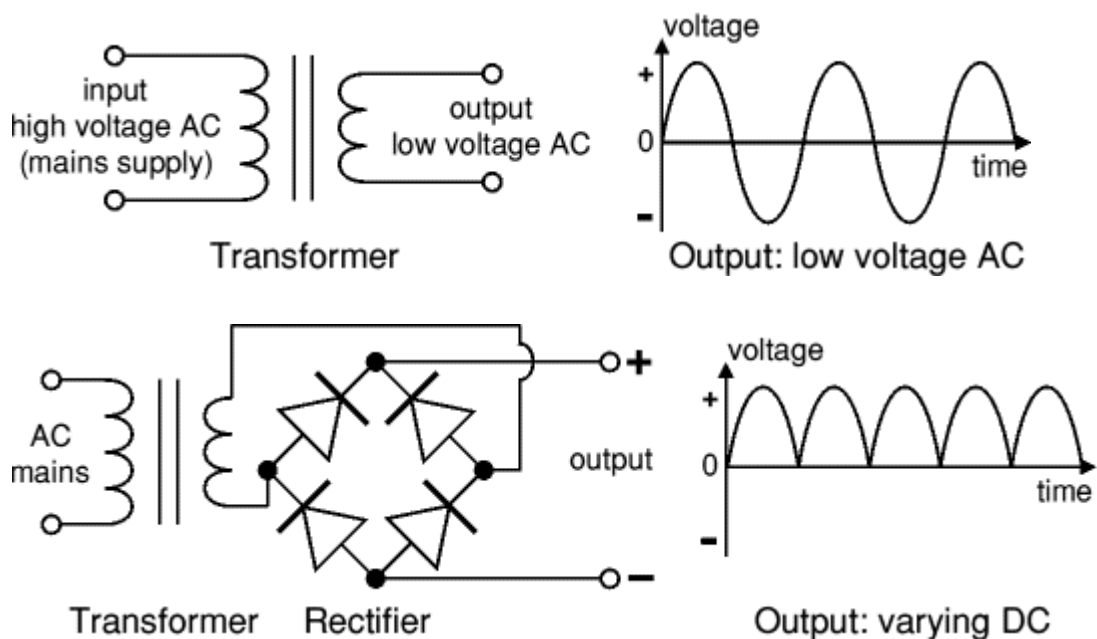 input
high voltage AC
(mains supply)
output
low voltage AC
Transformer
voltage
+
0
-
time
Output: low voltage AC
AC
mains
+
output
-
Transformer
Rectifier
voltage
+
0
-
time
Output: varying DC